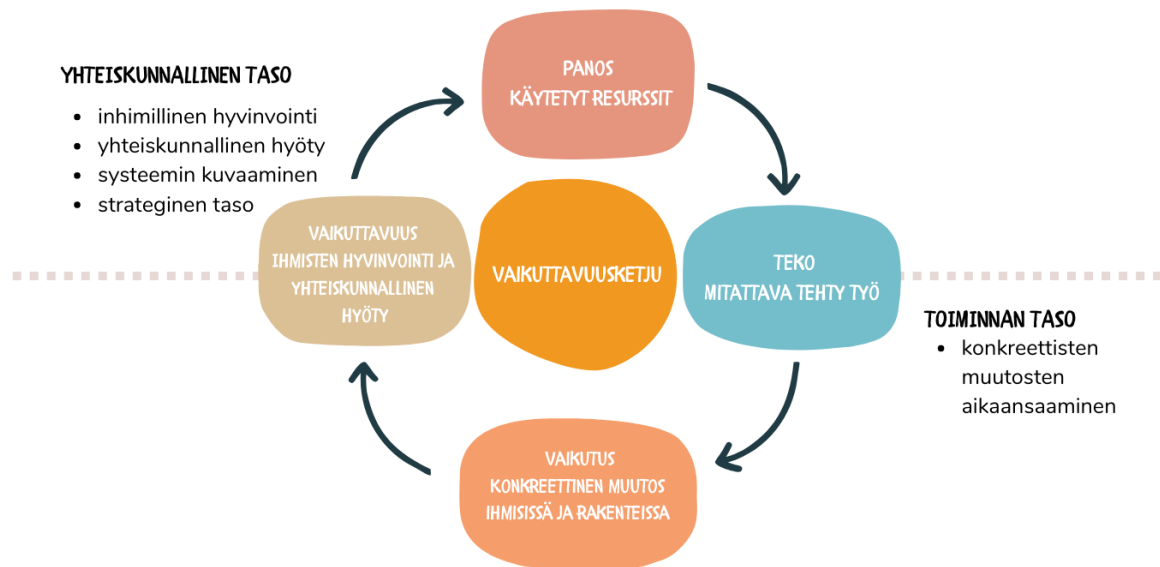 YHTEISKUNNALLINEN TASO
• inhimillinen hyvinvointi
• yhteiskunnallinen hyöty
• systeemin kuvaaminen
• strateginen taso
PANOS
KÄYTETYT RESURSSIT
VAIKUTTAVUUS
IHMISTEN HYVINVOINTI JA
YHTEISKUNNALLINEN
HYÖTY
VAIKUTTAVUUSKETJU
TEKO
MITATTAVA TEHTY TYÖ
TOIMINNAN TASO
• konkreettisten
muutosten
aikaansaaminen
VAIKUTUS
KONKREETTINEN MUUTOS
IHMISISSÄ JA RAKENTEISSA